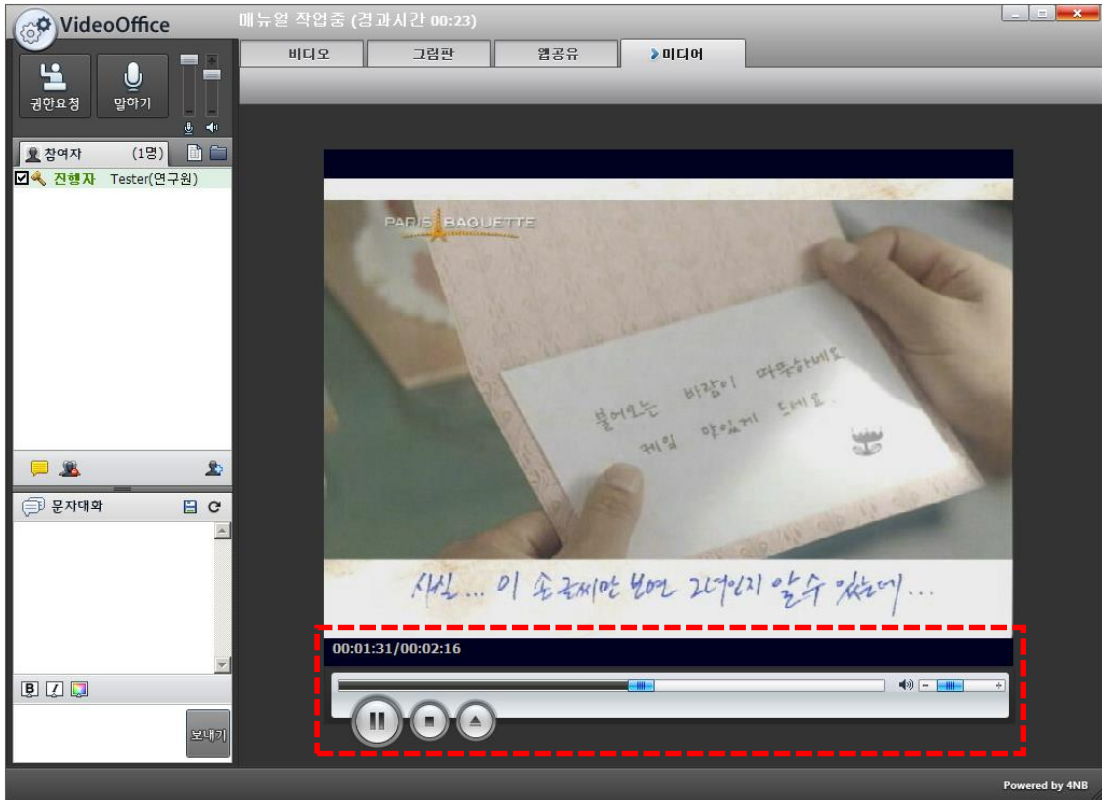 VideoOffice
매뉴얼 작업중 (경과시간 00:23)
비디오
그림판
웹공유
미디어
권한요청
말하기
참여자 (1명)
진행자 Tester(연구원)
문자대화
B I
보내기
PARIS BAGUETTE
불어오는 바람이 따뜻하네요
케잌 맛있게 드세요.
사실... 이 손글씨만 보면 그녀인지 알 수 있는데...
00:01:31/00:02:16
Powered by 4NB